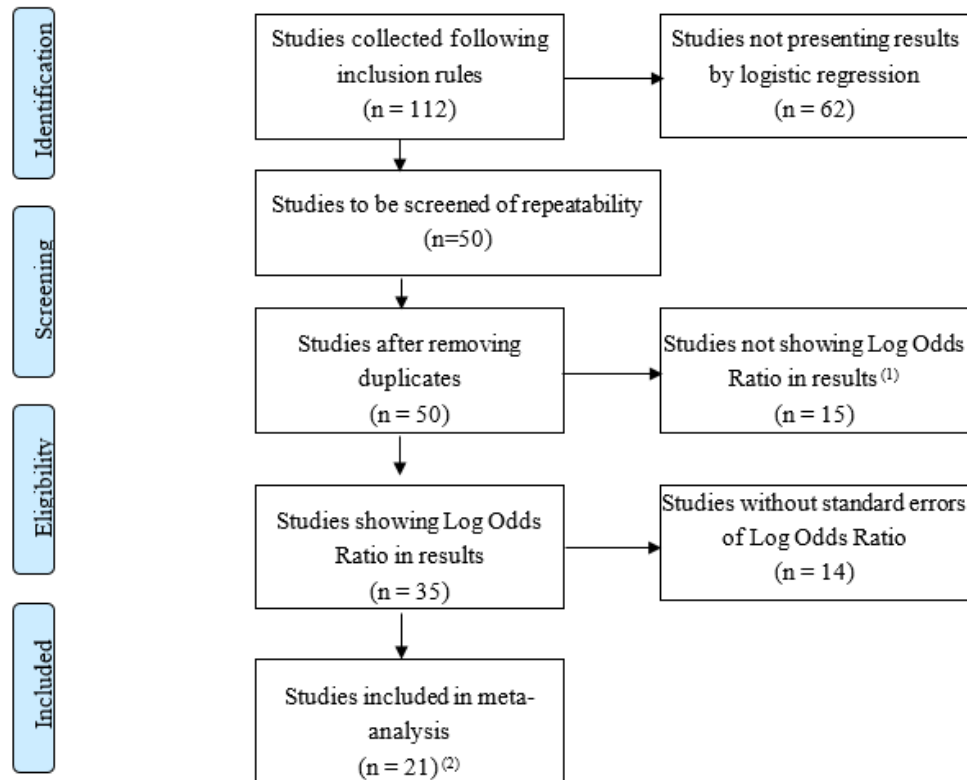 Identification
Studies collected following
inclusion rules
(n = 112)
Studies not presenting results
by logistic regression
(n = 62)
Studies to be screened of repeatability
(n=50)
Screening
Studies after removing
duplicates
(n = 50)
Studies not showing Log Odds
Ratio in results (1)
(n = 15)
Eligibility
Studies showing Log Odds
Ratio in results
(n = 35)
Studies without standard errors
of Log Odds Ratio
(n = 14)
Included
Studies included in meta-
analysis
(n = 21) (2)